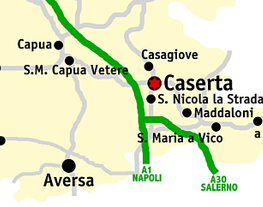 Capua
Casagiove
S.M. Capua Vetere
Caserta
S. Nicola la Strada
Maddaloni
a
S. Maria a Vico
Aversa
A1
NAPOLI
A30
SALERNO